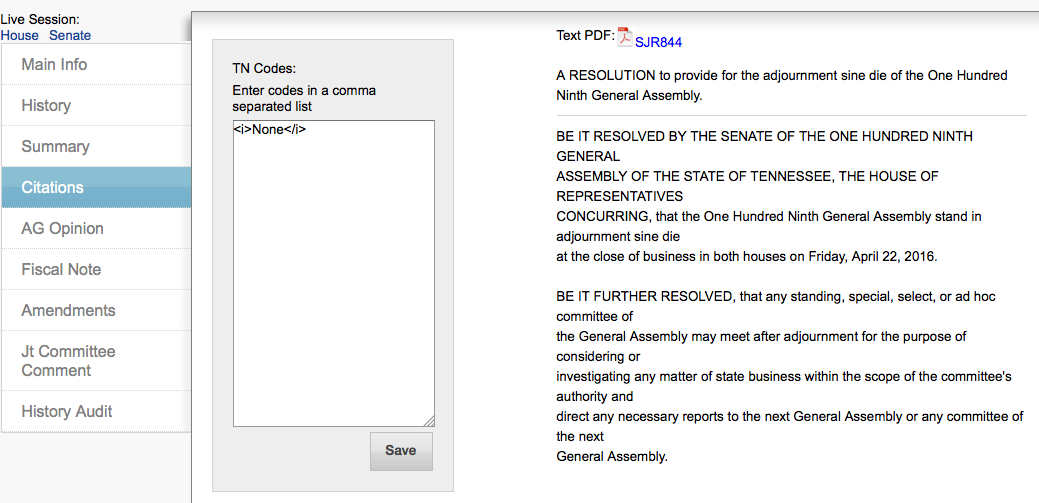 Live Session:
House Senate
Main Info
History
Summary
Citations
AG Opinion
Fiscal Note
Amendments
Jt Committee
Comment
History Audit
TN Codes:
Enter codes in a comma
separated list
<i>None</i>
Save
Text PDF: SJR844
A RESOLUTION to provide for the adjournment sine die of the One Hundred
Ninth General Assembly.
BE IT RESOLVED BY THE SENATE OF THE ONE HUNDRED NINTH
GENERAL
ASSEMBLY OF THE STATE OF TENNESSEE, THE HOUSE OF
REPRESENTATIVES
CONCURRING, that the One Hundred Ninth General Assembly stand in
adjournment sine die
at the close of business in both houses on Friday, April 22, 2016.
BE IT FURTHER RESOLVED, that any standing, special, select, or ad hoc
committee of
the General Assembly may meet after adjournment for the purpose of
considering or
investigating any matter of state business within the scope of the committee's
authority and
direct any necessary reports to the next General Assembly or any committee of
the next
General Assembly.